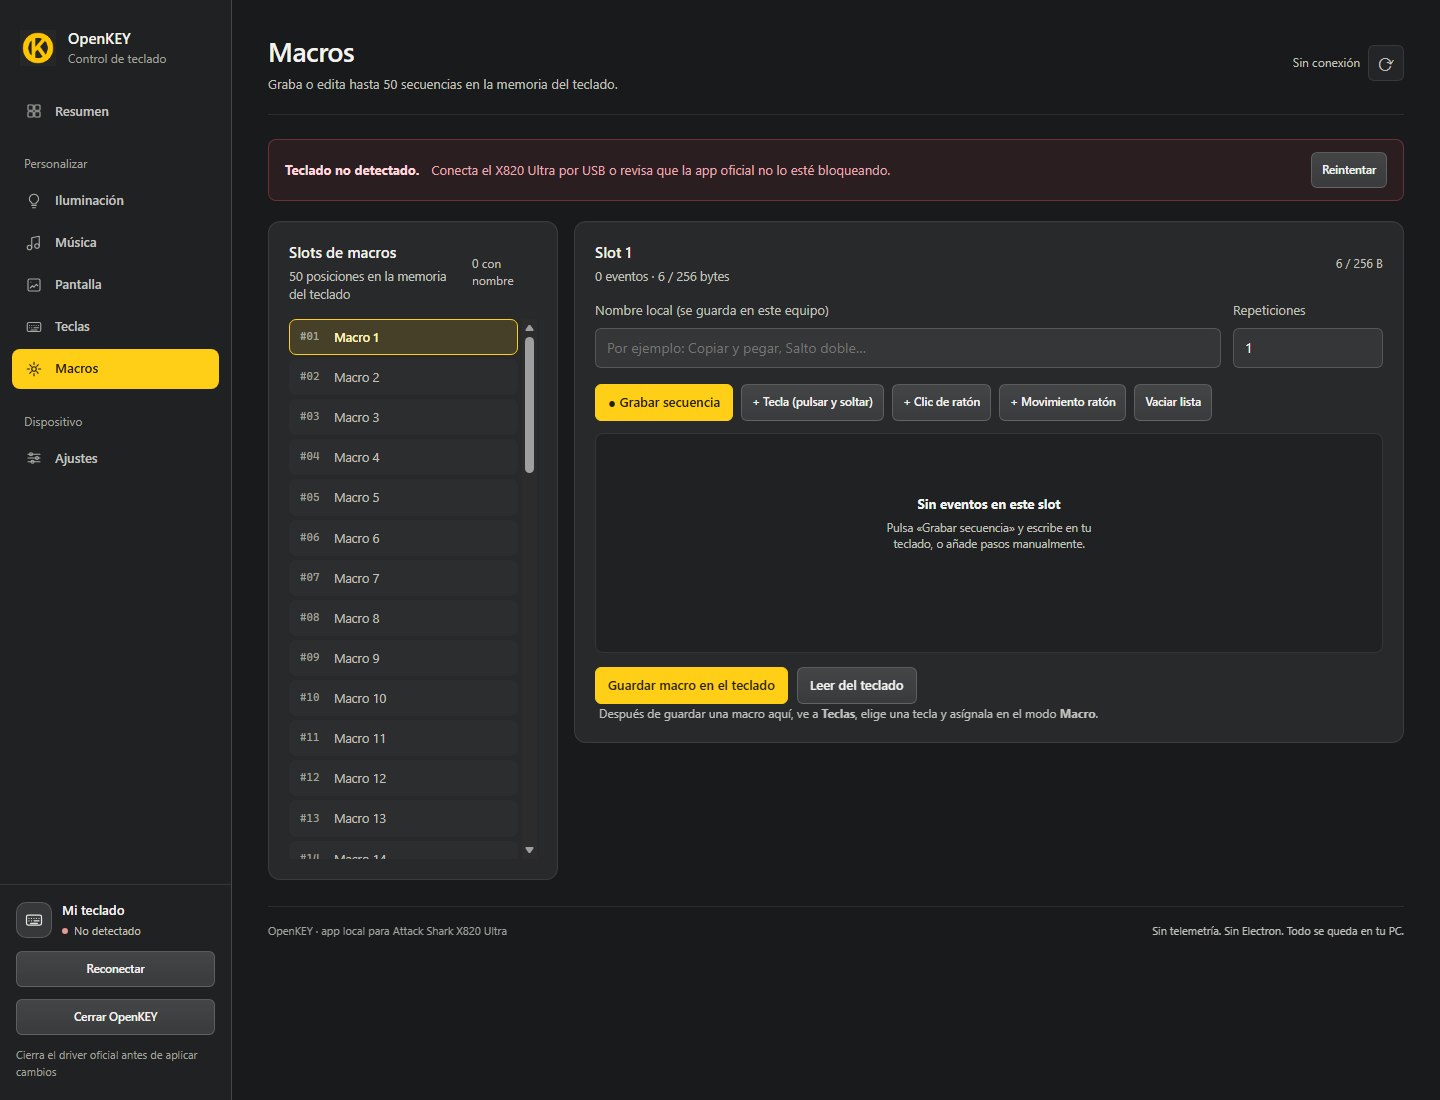 OpenKEY
Control de teclado
Resumen
Personalizar
Iluminación
Música
Pantalla
Teclas
Macros
Dispositivo
Ajustes
Mi teclado
No detectado
Reconectar
Cerrar OpenKEY
Cierra el driver oficial antes de aplicar
cambios
Macros
Graba o edita hasta 50 secuencias en la memoria del teclado.
Sin conexión
Teclado no detectado. Conecta el X820 Ultra por USB o revisa que la app oficial no lo esté bloqueando.
Reintentar
Slots de macros
50 posiciones en la memoria
del teclado
0 con
nombre
#01 Macro 1
#02 Macro 2
#03 Macro 3
#04 Macro 4
#05 Macro 5
#06 Macro 6
#07 Macro 7
#08 Macro 8
#09 Macro 9
#10 Macro 10
#11 Macro 11
#12 Macro 12
#13 Macro 13
#14 Macro 14
Slot 1
0 eventos · 6 / 256 bytes
6 / 256 B
Nombre local (se guarda en este equipo)
Repeticiones
Por ejemplo: Copiar y pegar, Salto doble...
1
● Grabar secuencia
+ Tecla (pulsar y soltar)
+ Clic de ratón
+ Movimiento ratón
Vaciar lista
Sin eventos en este slot
Pulsa «Grabar secuencia» y escribe en tu
teclado, o añade pasos manualmente.
Guardar macro en el teclado
Leer del teclado
Después de guardar una macro aquí, ve a Teclas, elige una tecla y asígnala en el modo Macro.
OpenKEY · app local para Attack Shark X820 Ultra
Sin telemetría. Sin Electron. Todo se queda en tu PC.